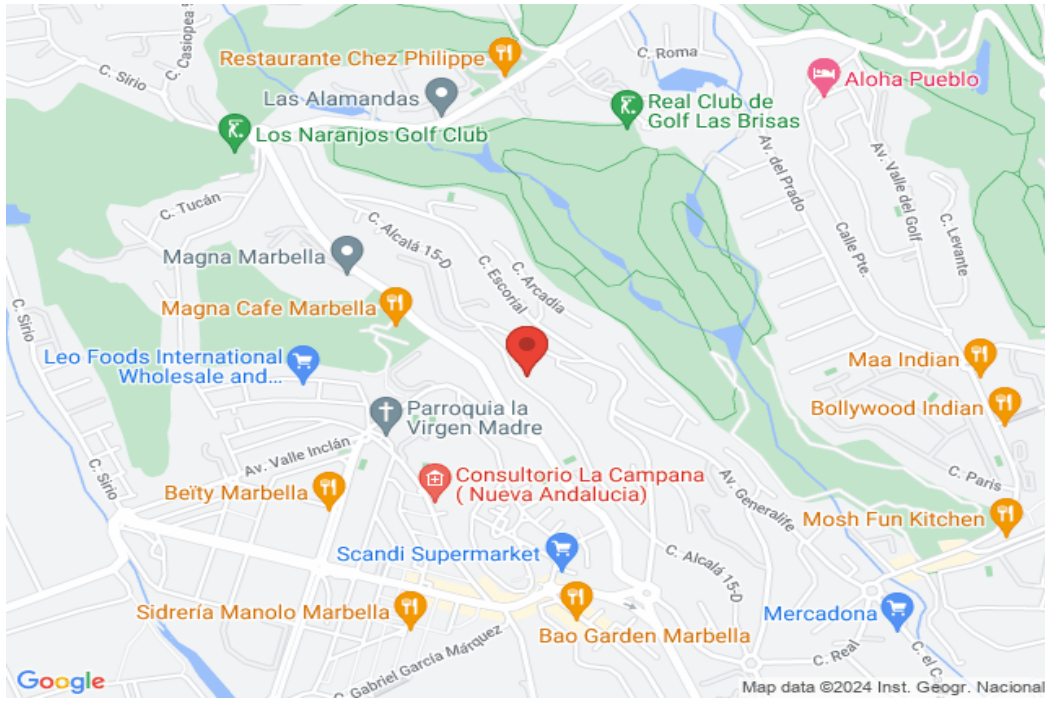 Restaurante Chez Philippe
C. Roma
Aloha Pueblo
C. Casiopea
C. Sirio
Las Alamandas
Real Club de
Golf Las Brisas
Los Naranjos Golf Club
Av. del Prado
Av. Valle del Golf
C. Tucán
C. Levante
C. Alcalá 15-D
Calle Pte.
Magna Marbella
C. Escorial
C. Arcadia
Magna Cafe Marbella
C. Sirio
Leo Foods International
Wholesale and...
Maa Indian
Parroquia la
Virgen Madre
Bollywood Indian
Av. Valle Inclán
C. Sirio
Consultorio La Campana
( Nueva Andalucia)
C. Paris
Beïty Marbella
Av. Generalife
Mosh Fun Kitchen
Scandi Supermarket
C. Alcalá 15-D
Sidrería Manolo Marbella
Mercadona
Bao Garden Marbella
C. Gabriel García Márquez
C. Real
C. el
Google
Map data ©2024 Inst. Geogr. Nacional